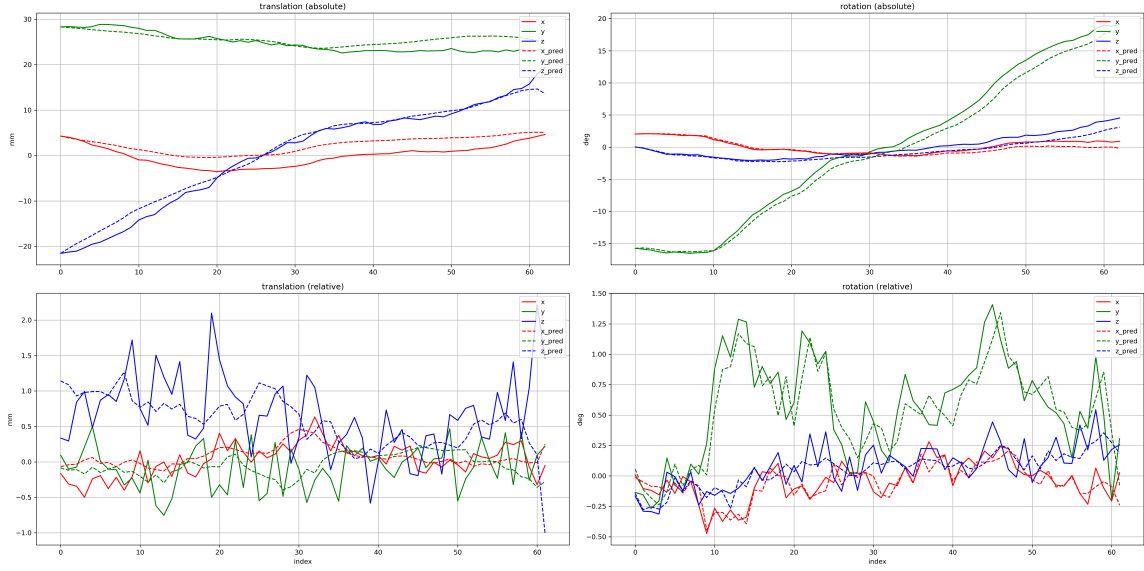 translation (absolute)
mm
30
20
10
0
−10
−20
0
10
20
30
40
50
60
x
y
z
x_pred
y_pred
z_pred
rotation (absolute)
deg
20
15
10
5
0
−5
−10
−15
0
10
20
30
40
50
60
x
y
z
x_pred
y_pred
z_pred
translation (relative)
mm
2.0
1.5
1.0
0.5
0.0
−0.5
−1.0
0
10
20
30
40
50
60
index
x
y
z
x_pred
y_pred
z_pred
rotation (relative)
deg
1.50
1.25
1.00
0.75
0.50
0.25
0.00
−0.25
−0.50
0
10
20
30
40
50
60
index
x
y
z
x_pred
y_pred
z_pred